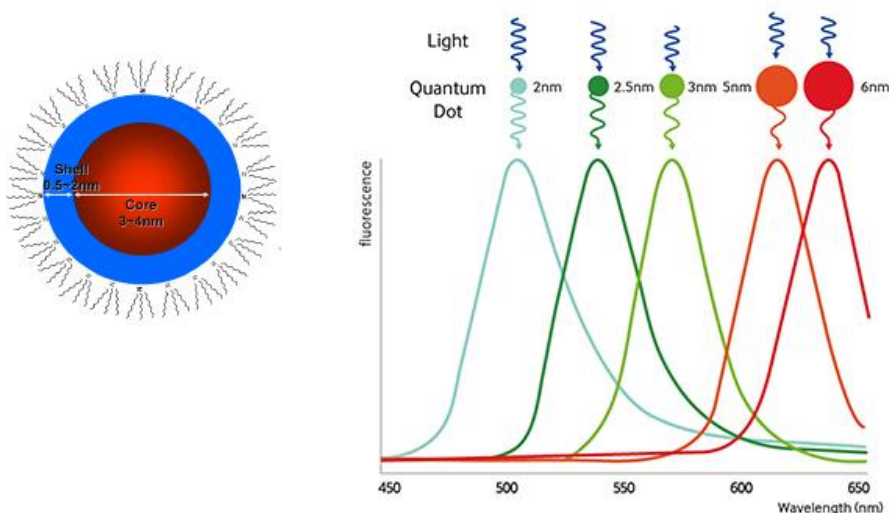 Shell
0.5~2nm
Core
3~4nm
Light
Quantum
Dot
2nm
2.5nm
3nm
5nm
6nm
fluorescence
450
500
550
600
650
Wavelength (nm)